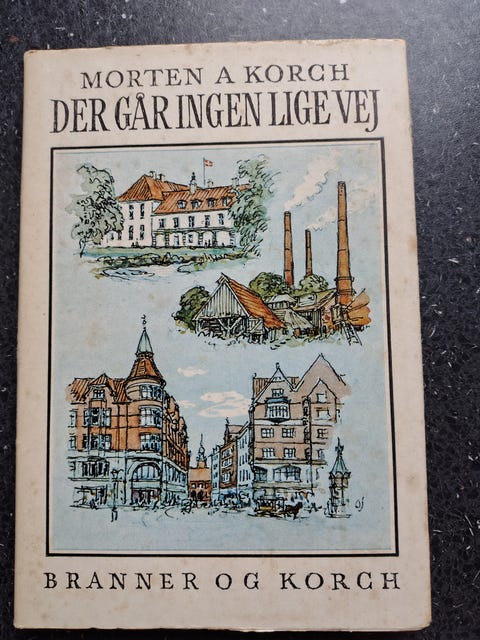 MORTEN A KORCH
DER GÅR INGEN LIGE VEJ
BRANNER OG KORCH